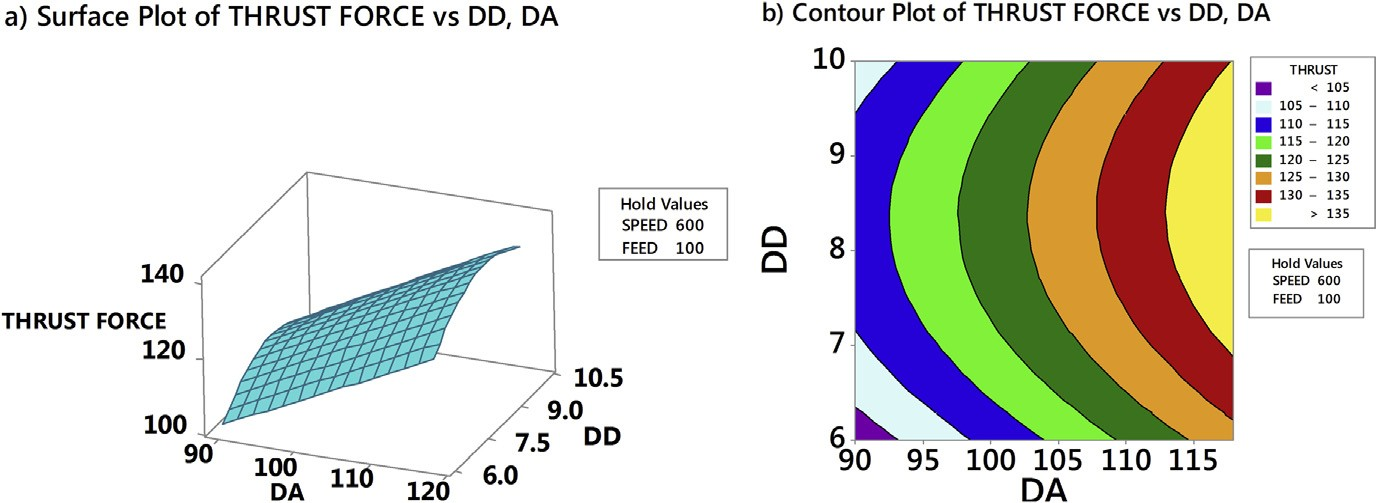 a) Surface Plot of THRUST FORCE vs DD, DA
Hold Values
SPEED 600
FEED 100
140
THRUST FORCE
120
100
90
100
110
120
DA
6.0
7.5
9.0
10.5
DD
b) Contour Plot of THRUST FORCE vs DD, DA
10
9
8
7
6
DD
90 95 100 105 110 115
DA
THRUST
< 105
105 – 110
110 – 115
115 – 120
120 – 125
125 – 130
130 – 135
> 135
Hold Values
SPEED 600
FEED 100